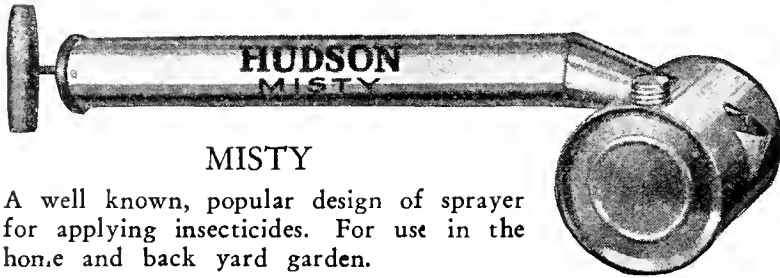 HUDSON
MISTY
MISTY
A well known, popular design of sprayer
for applying insecticides. For use in the
home and back yard garden.